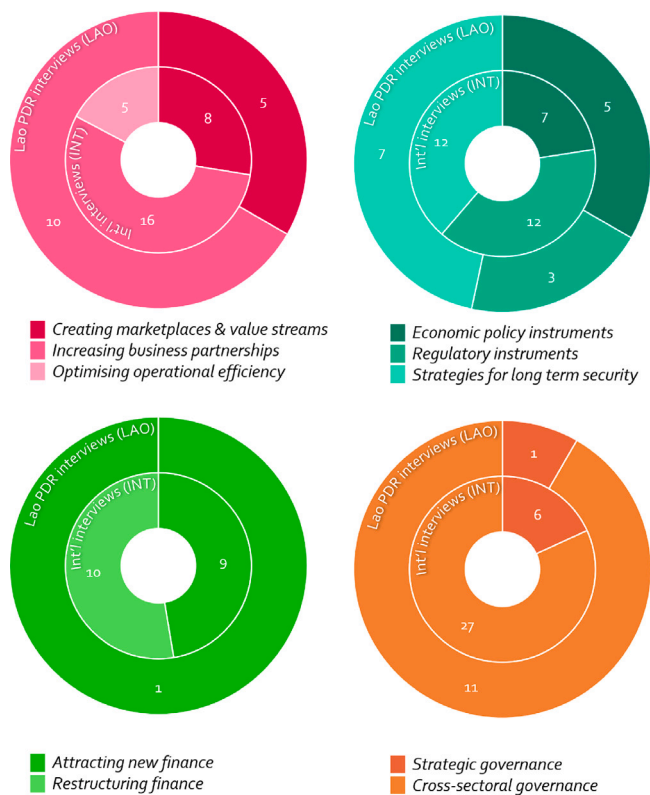 Lao PDR interviews (LAO)
Int'l interviews (INT)
5
8
5
10
16
Creating marketplaces & value streams
Increasing business partnerships
Optimising operational efficiency
Lao PDR interviews (LAO)
Int'l interviews (INT)
7
5
12
7
12
3
Economic policy instruments
Regulatory instruments
Strategies for long term security
Lao PDR interviews (LAO)
Int'l interviews (INT)
10
9
1
Attracting new finance
Restructuring finance
Lao PDR interviews (LAO)
Int'l interviews (INT)
1
6
27
11
Strategic governance
Cross-sectoral governance